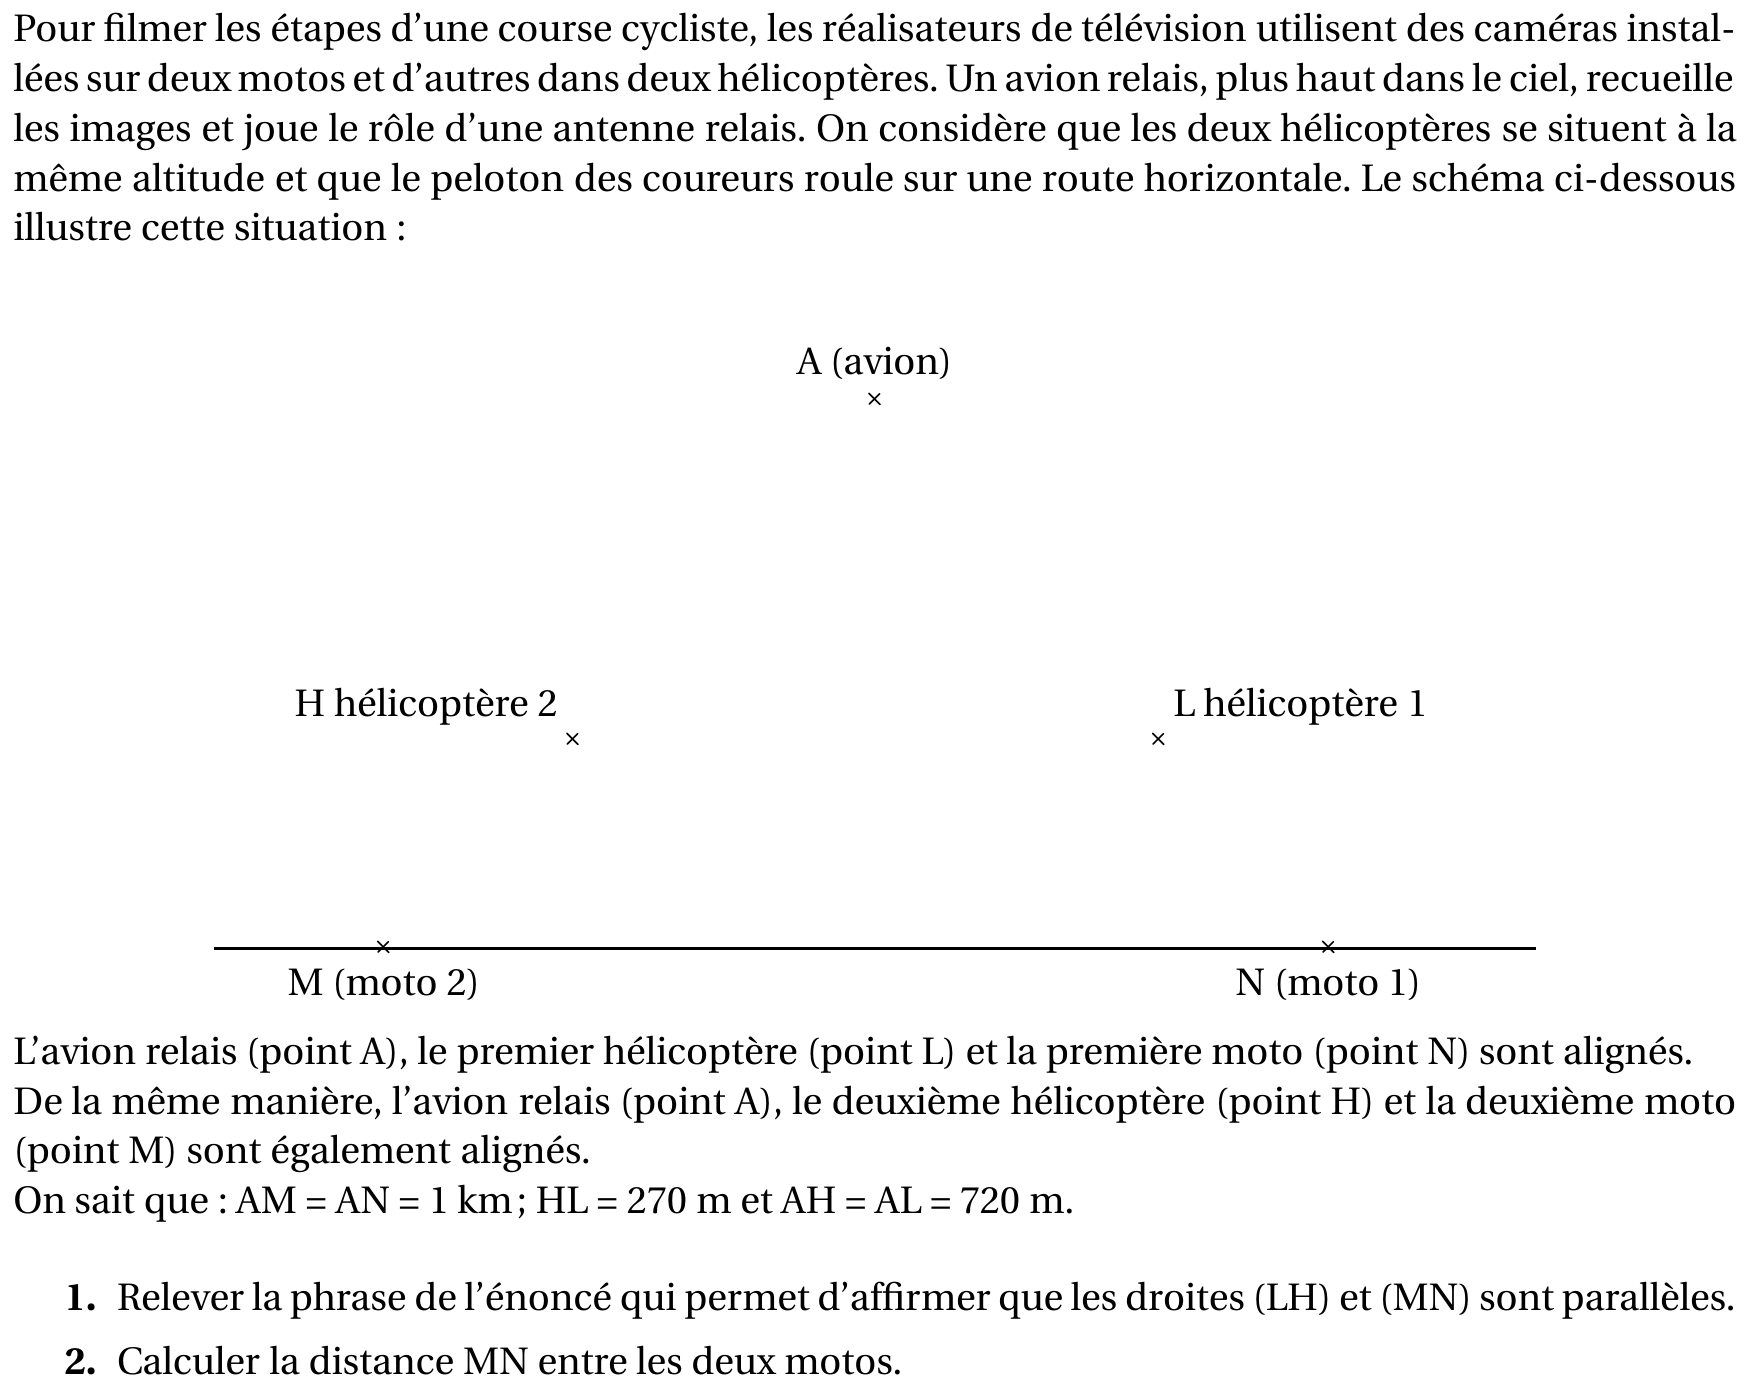 Pour filmer les étapes d'une course cycliste, les réalisateurs de télévision utilisent des caméras instal-
lées sur deux motos et d'autres dans deux hélicoptères. Un avion relais, plus haut dans le ciel, recueille
les images et joue le rôle d'une antenne relais. On considère que les deux hélicoptères se situent à la
même altitude et que le peloton des coureurs roule sur une route horizontale. Le schéma ci-dessous
illustre cette situation :
A (avion)
H hélicoptère 2
L hélicoptère 1
M (moto 2)
N (moto 1)
L'avion relais (point A), le premier hélicoptère (point L) et la première moto (point N) sont alignés.
De la même manière, l'avion relais (point A), le deuxième hélicoptère (point H) et la deuxième moto
(point M) sont également alignés.
On sait que : AM = AN = 1 km ; HL = 270 m et AH = AL = 720 m.
1. Relever la phrase de l'énoncé qui permet d'affirmer que les droites (LH) et (MN) sont parallèles.
2. Calculer la distance MN entre les deux motos.